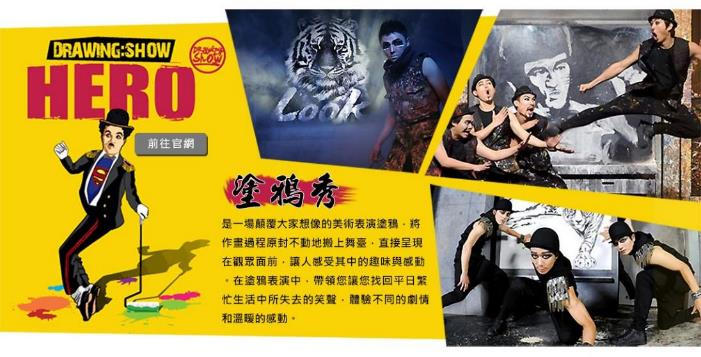 DRAWING:SHOW
DRAWING SHOW
HERO
前往官網
Look
塗鴉秀
是一場顛覆大家想像的美術表演塗鴉，將
作畫過程原封不動地搬上舞臺，直接呈現
在觀眾面前，讓人感受其中的趣味與感動
。在塗鴉表演中，帶領您讓您找回平日繁
忙生活中所失去的笑聲，體驗不同的劇情
和溫暖的感動。